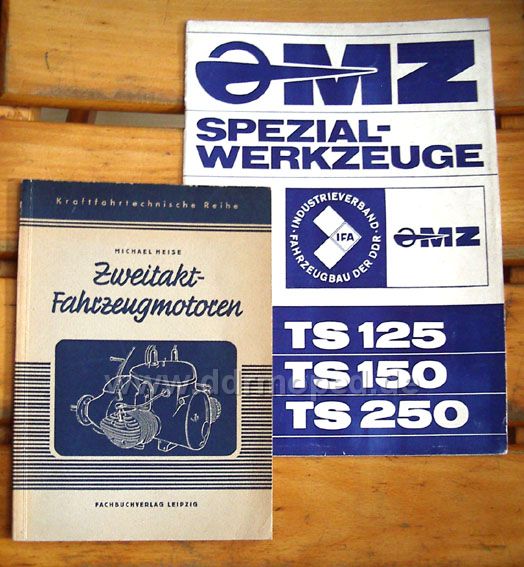 MZ
SPEZIAL-
WERKZEUGE
INDUSTRIEVERBAND
FAHRZEUGBAU DER DDR
IFA
MZ
TS 125
TS 150
TS 250
Kraftfahrtechnische Reihe
MICHAEL HEISE
Zweitakt-
Fahrzeugmotoren
FACHBUCHVERLAG LEIPZIG
www.ddrmoped.de